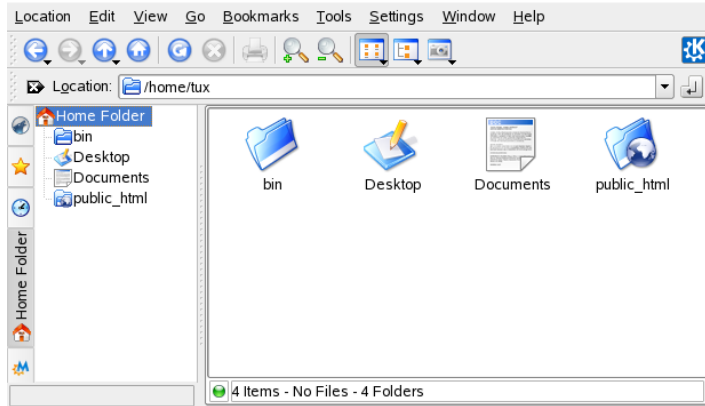 Location Edit View Go Bookmarks Tools Settings Window Help
Location: /home/tux
Home Folder
bin
Desktop
Documents
public_html
bin Desktop Documents public_html
Home Folder
4 Items - No Files - 4 Folders